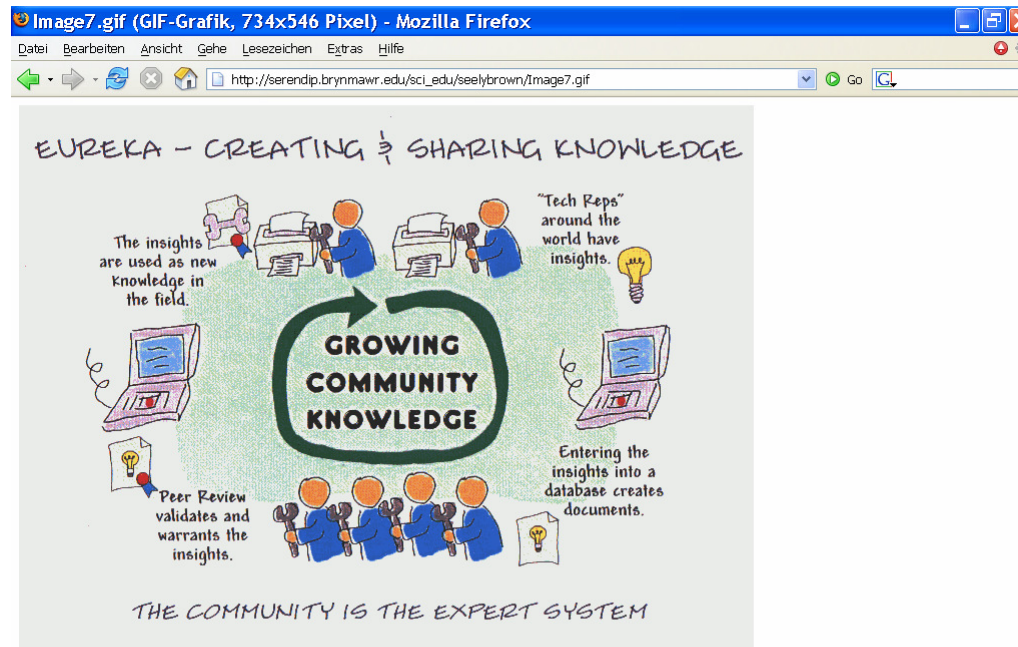 Image7.gif (GIF-Grafik, 734x546 Pixel) - Mozilla Firefox
Datei Bearbeiten Ansicht Gehe Lesezeichen Extras Hilfe
http://serendip.brynmawr.edu/sci_edu/seelybrown/Image7.gif Go G
EUREKA - CREATING & SHARING KNOWLEDGE
"Tech Reps"
around the
world have
insights.
The insights
are used as new
Knowledge in
the field.
GROWING
COMMUNITY
KNOWLEDGE
Entering the
insights into a
database creates
documents.
Peer Review
validates and
warrants the
insights.
THE COMMUNITY IS THE EXPERT SYSTEM